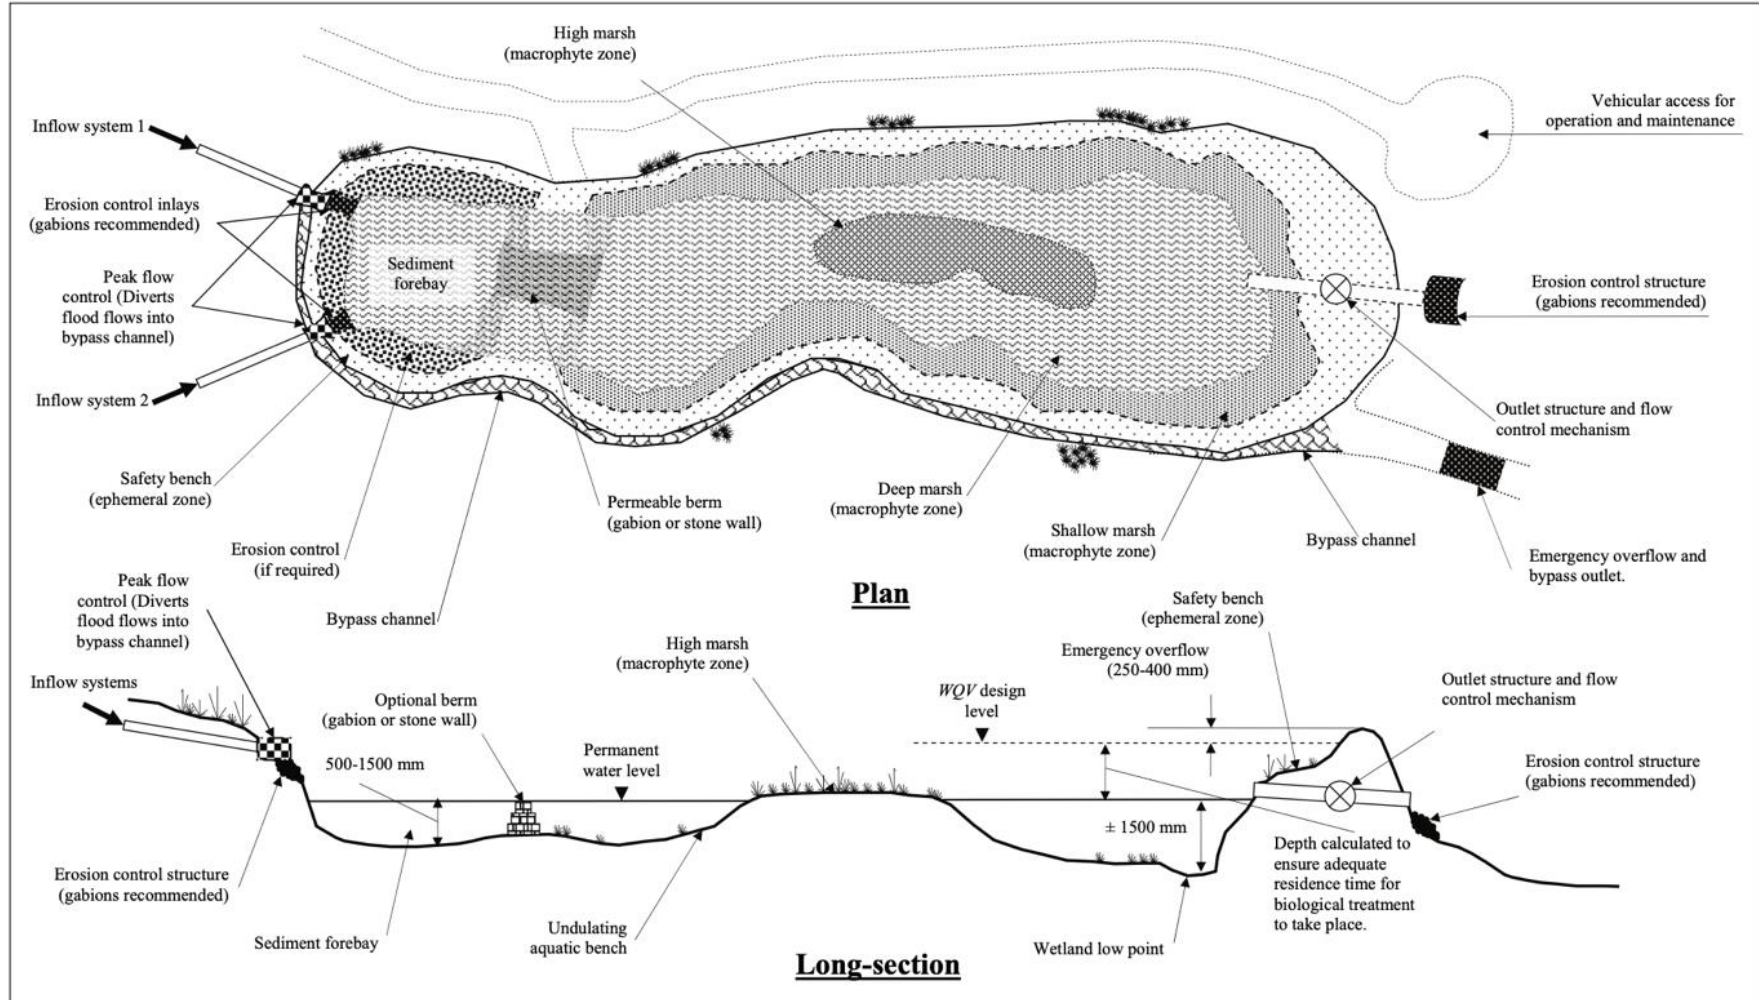 High marsh
(macrophyte zone)
Vehicular access for
operation and maintenance
Inflow system 1
Erosion control inlays
(gabions recommended)
Peak flow
control (Diverts
flood flows into
bypass channel)
Sediment
forebay
Erosion control structure
(gabions recommended)
Inflow system 2
Outlet structure and flow
control mechanism
Safety bench
(ephemeral zone)
Permeable berm
(gabion or stone wall)
Deep marsh
(macrophyte zone)
Shallow marsh
(macrophyte zone)
Bypass channel
Erosion control
(if required)
Emergency overflow and
bypass outlet.
Bypass channel
Plan
Peak flow
control (Diverts
flood flows into
bypass channel)
High marsh
(macrophyte zone)
Safety bench
(ephemeral zone)
Emergency overflow
(250-400 mm)
Inflow systems
Optional berm
(gabion or stone wall)
WQV design
level
Outlet structure and flow
control mechanism
500-1500 mm
Permanent
water level
Erosion control structure
(gabions recommended)
± 1500 mm
Depth calculated to
ensure adequate
residence time for
biological treatment
to take place.
Erosion control structure
(gabions recommended)
Sediment forebay
Undulating
aquatic bench
Wetland low point
Long-section